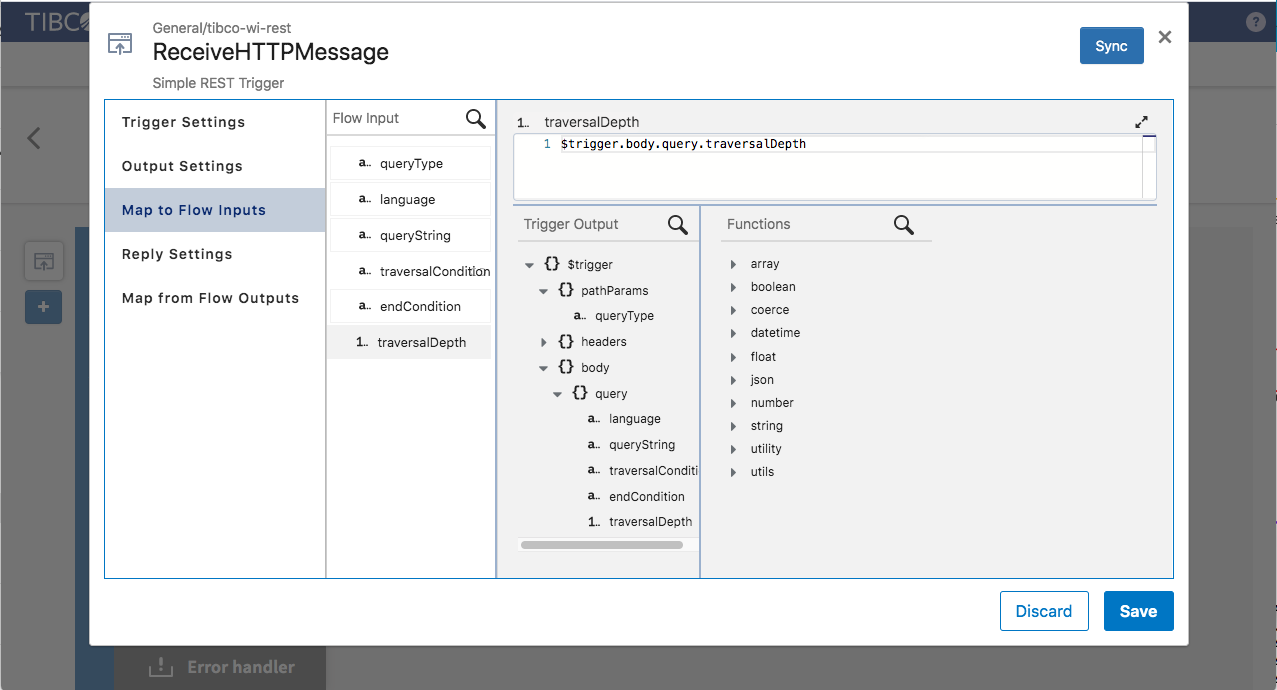 TIBC
General/tibco-wi-rest
ReceiveHTTPMessage
Simple REST Trigger
Sync
?
Trigger Settings
Output Settings
Map to Flow Inputs
Reply Settings
Map from Flow Outputs
Flow Input
a.. queryType
a.. language
a.. queryString
a.. traversalCondition
a.. endCondition
1.. traversalDepth
1.. traversalDepth
1 $trigger.body.query.traversalDepth
Trigger Output
{} $trigger
{} pathParams
a.. queryType
{} headers
{} body
{} query
a.. language
a.. queryString
a.. traversalConditi
a.. endCondition
1.. traversalDepth
Functions
array
boolean
coerce
datetime
float
json
number
string
utility
utils
Discard
Save
Error handler